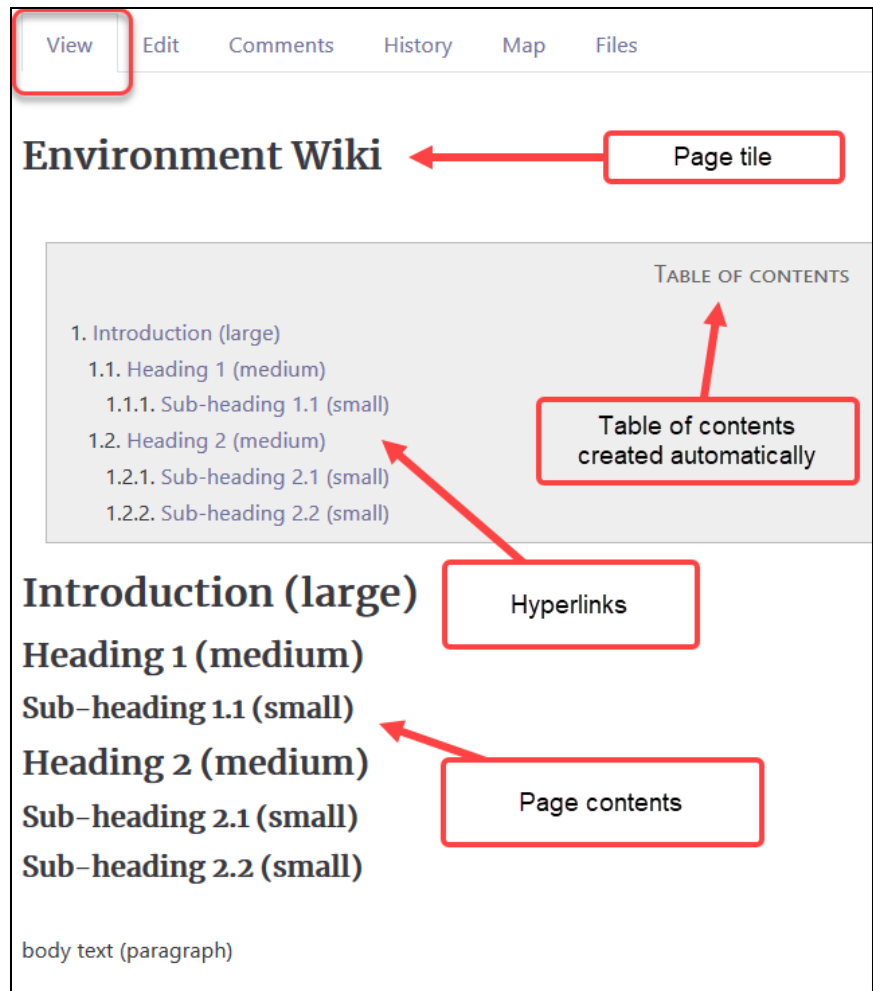 View Edit Comments History Map Files
Environment Wiki
Page tile
TABLE OF CONTENTS
1. Introduction (large)
1.1. Heading 1 (medium)
1.1.1. Sub-heading 1.1 (small)
1.2. Heading 2 (medium)
1.2.1. Sub-heading 2.1 (small)
1.2.2. Sub-heading 2.2 (small)
Table of contents
created automatically
Introduction (large)
Hyperlinks
Heading 1 (medium)
Sub-heading 1.1 (small)
Heading 2 (medium)
Page contents
Sub-heading 2.1 (small)
Sub-heading 2.2 (small)
body text (paragraph)